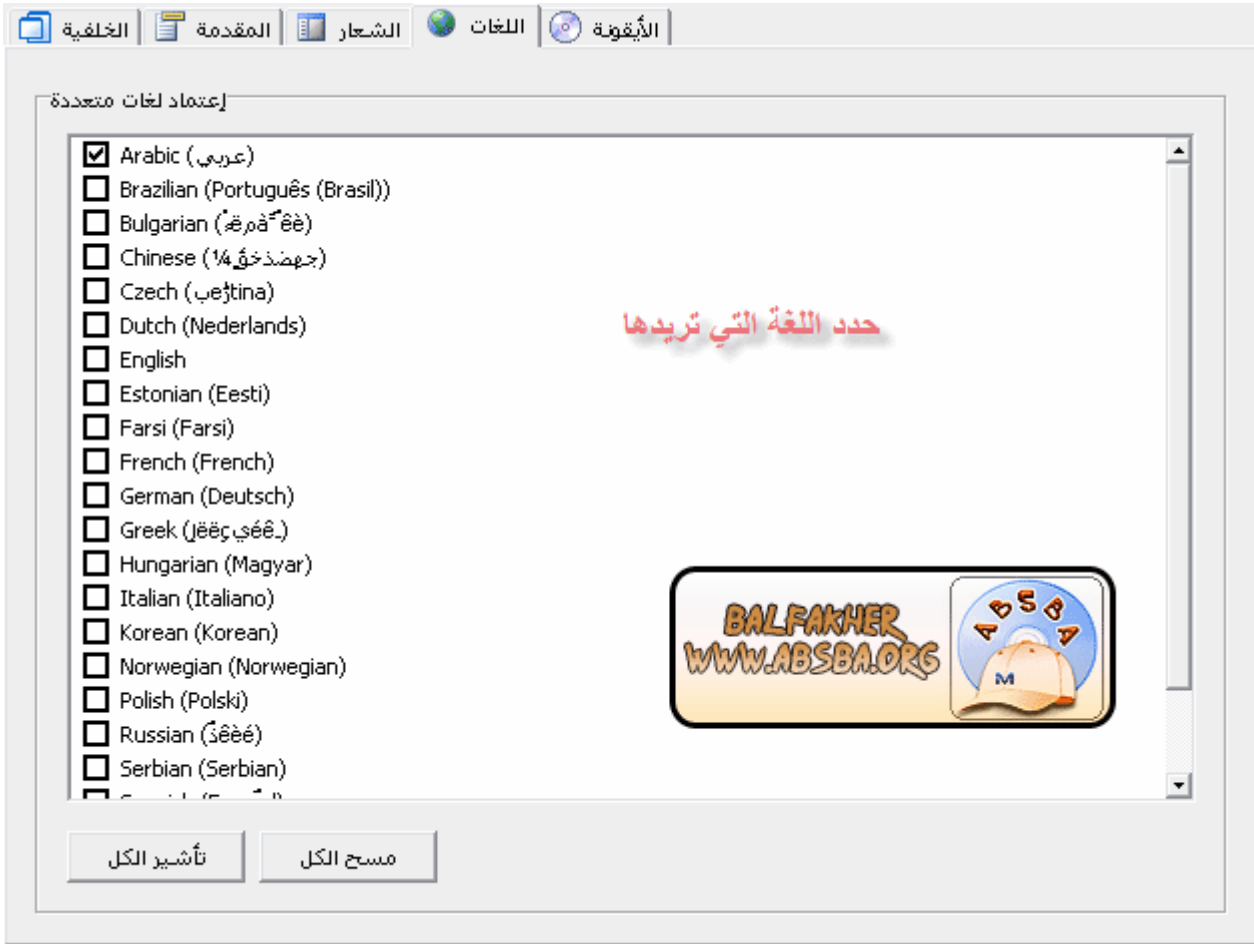 الخلفية
المقدمة
الشعار
اللغات
الأيقونة
إعتماد لغات متعددة
Arabic (عربي)
Brazilian (Português (Brasil))
Bulgarian
Chinese
Czech
Dutch (Nederlands)
English
Estonian (Eesti)
Farsi (Farsi)
French (French)
German (Deutsch)
Greek
Hungarian (Magyar)
Italian (Italiano)
Korean (Korean)
Norwegian (Norwegian)
Polish (Polski)
Russian
Serbian (Serbian)
حدد اللغة التي تريدها
BALFAKHER
WWW.ABSBA.ORG
ABSBA
M
تأشير الكل
مسح الكل